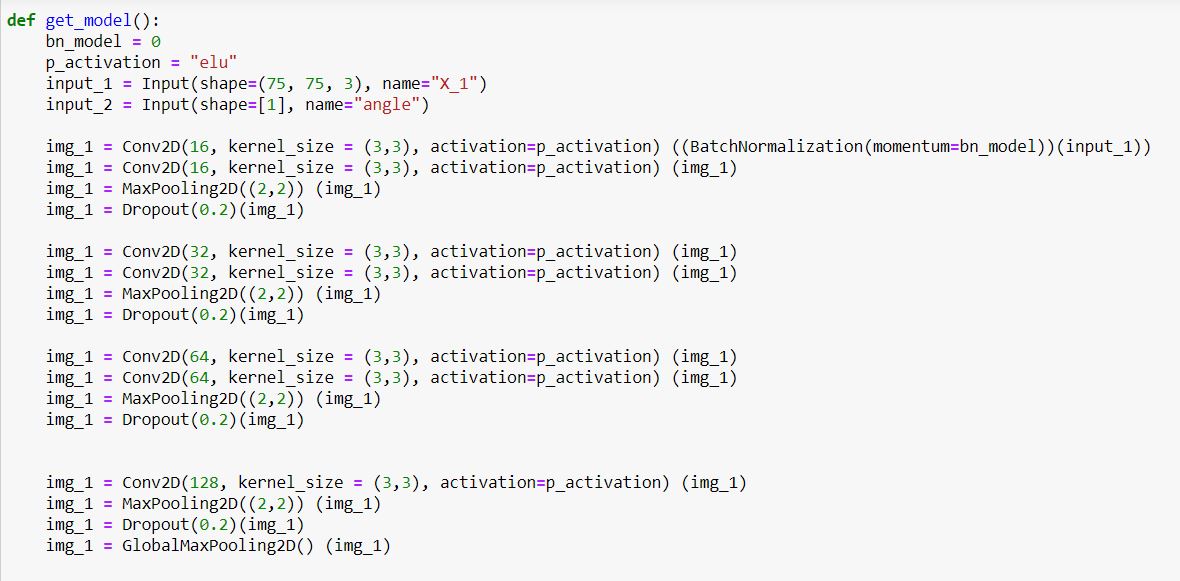 def get_model():
    bn_model = 0
    p_activation = "elu"
    input_1 = Input(shape=(75, 75, 3), name="X_1")
    input_2 = Input(shape=[1], name="angle")

    img_1 = Conv2D(16, kernel_size = (3,3), activation=p_activation) ((BatchNormalization(momentum=bn_model))(input_1))
    img_1 = Conv2D(16, kernel_size = (3,3), activation=p_activation) (img_1)
    img_1 = MaxPooling2D((2,2)) (img_1)
    img_1 = Dropout(0.2)(img_1)

    img_1 = Conv2D(32, kernel_size = (3,3), activation=p_activation) (img_1)
    img_1 = Conv2D(32, kernel_size = (3,3), activation=p_activation) (img_1)
    img_1 = MaxPooling2D((2,2)) (img_1)
    img_1 = Dropout(0.2)(img_1)

    img_1 = Conv2D(64, kernel_size = (3,3), activation=p_activation) (img_1)
    img_1 = Conv2D(64, kernel_size = (3,3), activation=p_activation) (img_1)
    img_1 = MaxPooling2D((2,2)) (img_1)
    img_1 = Dropout(0.2)(img_1)


    img_1 = Conv2D(128, kernel_size = (3,3), activation=p_activation) (img_1)
    img_1 = MaxPooling2D((2,2)) (img_1)
    img_1 = Dropout(0.2)(img_1)
    img_1 = GlobalMaxPooling2D() (img_1)